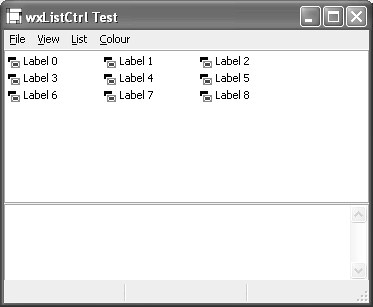 wxListCtrl Test
File View List Colour
Label 0 Label 1 Label 2
Label 3 Label 4 Label 5
Label 6 Label 7 Label 8